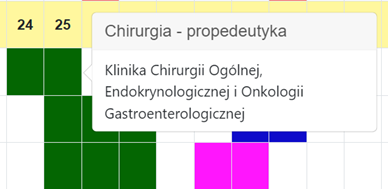 24 25
Chirurgia - propedeutyka
Klinika Chirurgii Ogólnej,
Endokrynologicznej i Onkologii
Gastroenterologicznej